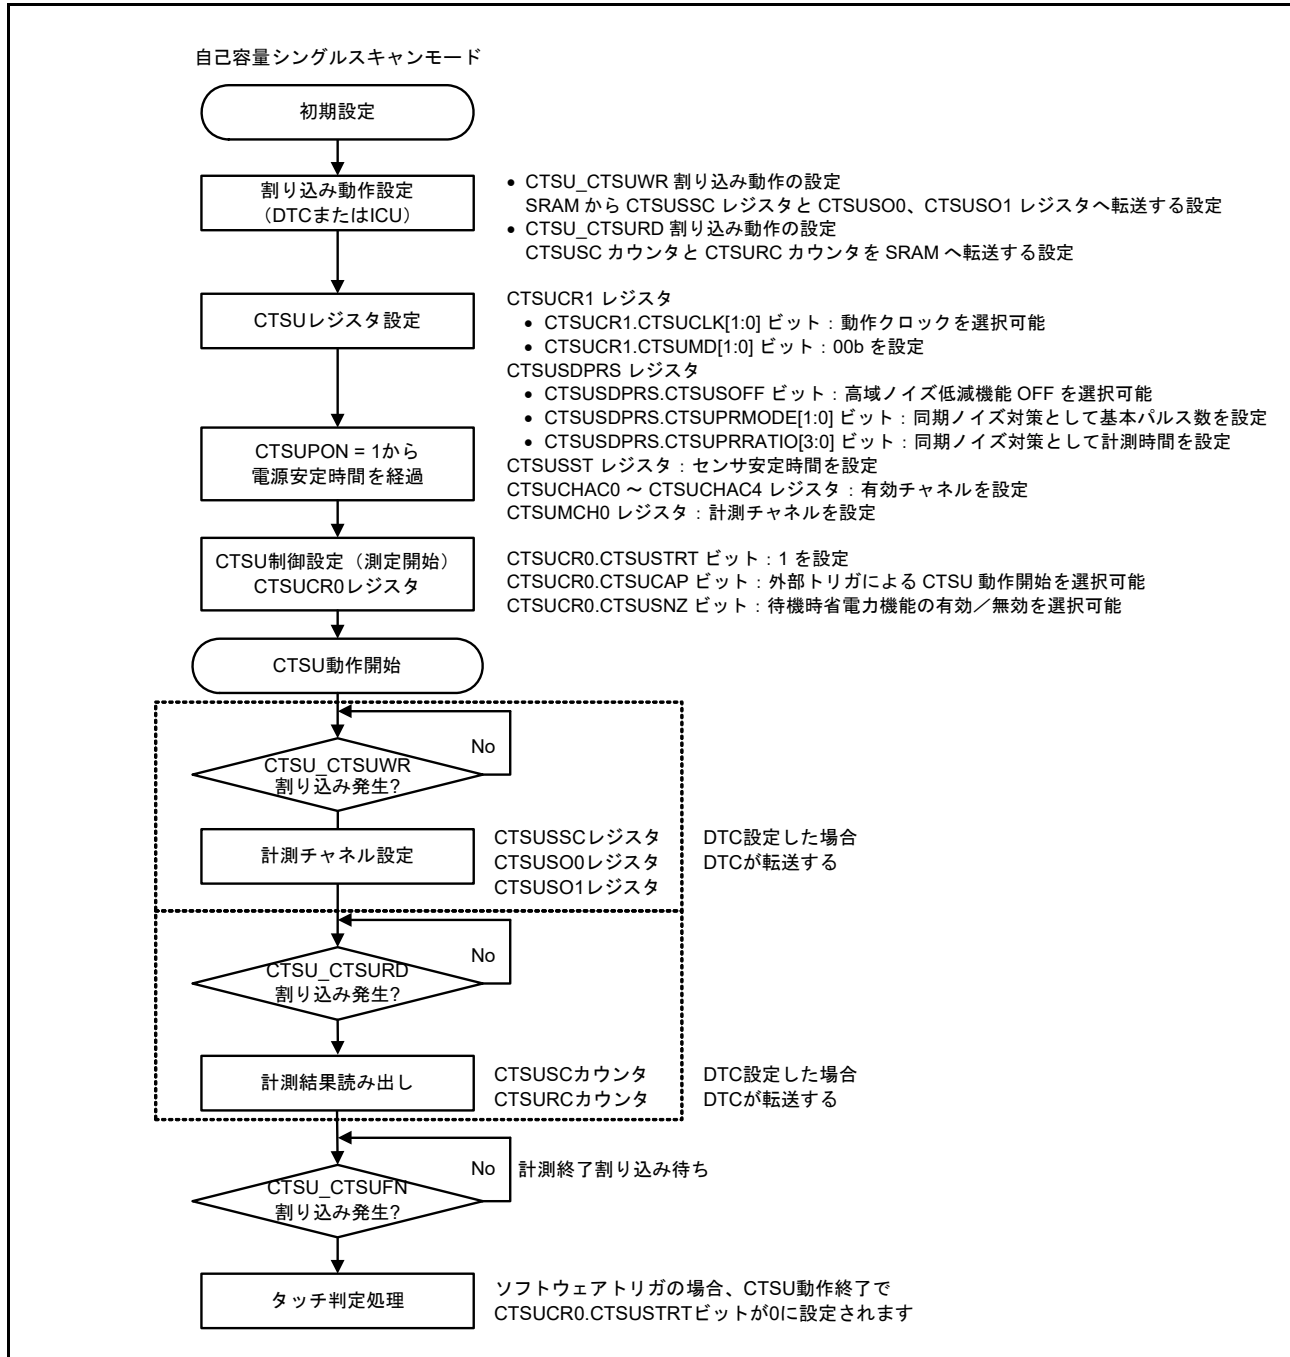 自己容量シングルスキャンモード
初期設定
割り込み動作設定
（DTCまたはICU）
• CTSU_CTSUWR 割り込み動作の設定
SRAM から CTSUSSC レジスタと CTSUSO0、CTSUSO1 レジスタへ転送する設定
• CTSU_CTSURD 割り込み動作の設定
CTSUSC カウンタと CTSURC カウンタを SRAM へ転送する設定
CTSUレジスタ設定
CTSUCR1 レジスタ
• CTSUCR1.CTSUCLK[1:0] ビット：動作クロックを選択可能
• CTSUCR1.CTSUMD[1:0] ビット：00b を設定
CTSUSDPRS レジスタ
• CTSUSDPRS.CTSUSOFF ビット：高域ノイズ低減機能 OFF を選択可能
• CTSUSDPRS.CTSUPRMODE[1:0] ビット：同期ノイズ対策として基本パルス数を設定
• CTSUSDPRS.CTSUPRRATIO[3:0] ビット：同期ノイズ対策として計測時間を設定
CTSUSST レジスタ：センサ安定時間を設定
CTSUCHAC0 ～ CTSUCHAC4 レジスタ：有効チャネルを設定
CTSUMCH0 レジスタ：計測チャネルを設定
CTSUPON = 1から
電源安定時間を経過
CTSU制御設定（測定開始）
CTSUCR0レジスタ
CTSUCR0.CTSUSTRT ビット：1 を設定
CTSUCR0.CTSUCAP ビット：外部トリガによる CTSU 動作開始を選択可能
CTSUCR0.CTSUSNZ ビット：待機時省電力機能の有効／無効を選択可能
CTSU動作開始
No
CTSU_CTSUWR
割り込み発生?
計測チャネル設定
CTSUSSCレジスタ
CTSUSO0レジスタ
CTSUSO1レジスタ
DTC設定した場合
DTCが転送する
No
CTSU_CTSURD
割り込み発生?
計測結果読み出し
CTSUSCカウンタ
CTSURCカウンタ
DTC設定した場合
DTCが転送する
No
計測終了割り込み待ち
CTSU_CTSUFN
割り込み発生?
タッチ判定処理
ソフトウェアトリガの場合、CTSU動作終了で
CTSUCR0.CTSUSTRTビットが0に設定されます